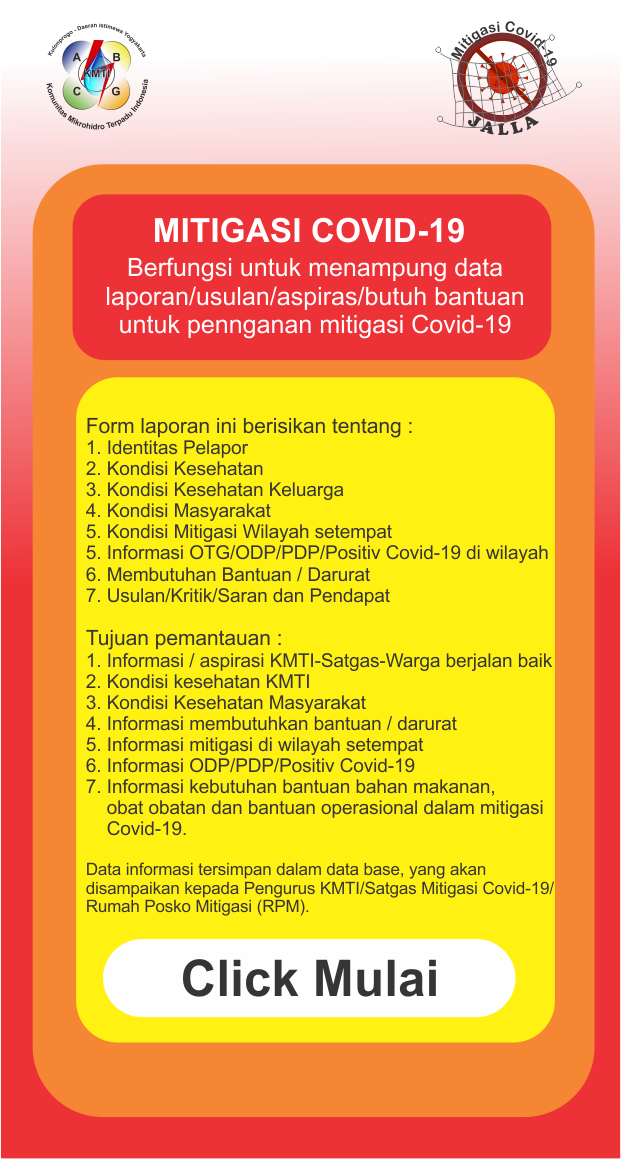 Kulonprogo - Daeran Istimewa Yogyakarta
A B
KMTI
C G
Komunitas Mikrohidro Terpadu Indonesia
Mitigasi Covid-19
JALLA
MITIGASI COVID-19
Berfungsi untuk menampung data
laporan/usulan/aspiras/butuh bantuan
untuk pennganan mitigasi Covid-19
Form laporan ini berisikan tentang :
1. Identitas Pelapor
2. Kondisi Kesehatan
3. Kondisi Kesehatan Keluarga
4. Kondisi Masyarakat
5. Kondisi Mitigasi Wilayah setempat
5. Informasi OTG/ODP/PDP/Positiv Covid-19 di wilayah
6. Membutuhan Bantuan / Darurat
7. Usulan/Kritik/Saran dan Pendapat
Tujuan pemantauan :
1. Informasi / aspirasi KMTI-Satgas-Warga berjalan baik
2. Kondisi kesehatan KMTI
3. Kondisi Kesehatan Masyarakat
4. Informasi membutuhkan bantuan / darurat
5. Informasi mitigasi di wilayah setempat
6. Informasi ODP/PDP/Positiv Covid-19
7. Informasi kebutuhan bantuan bahan makanan,
obat obatan dan bantuan operasional dalam mitigasi
Covid-19.
Data informasi tersimpan dalam data base, yang akan
disampaikan kepada Pengurus KMTI/Satgas Mitigasi Covid-19/
Rumah Posko Mitigasi (RPM).
Click Mulai